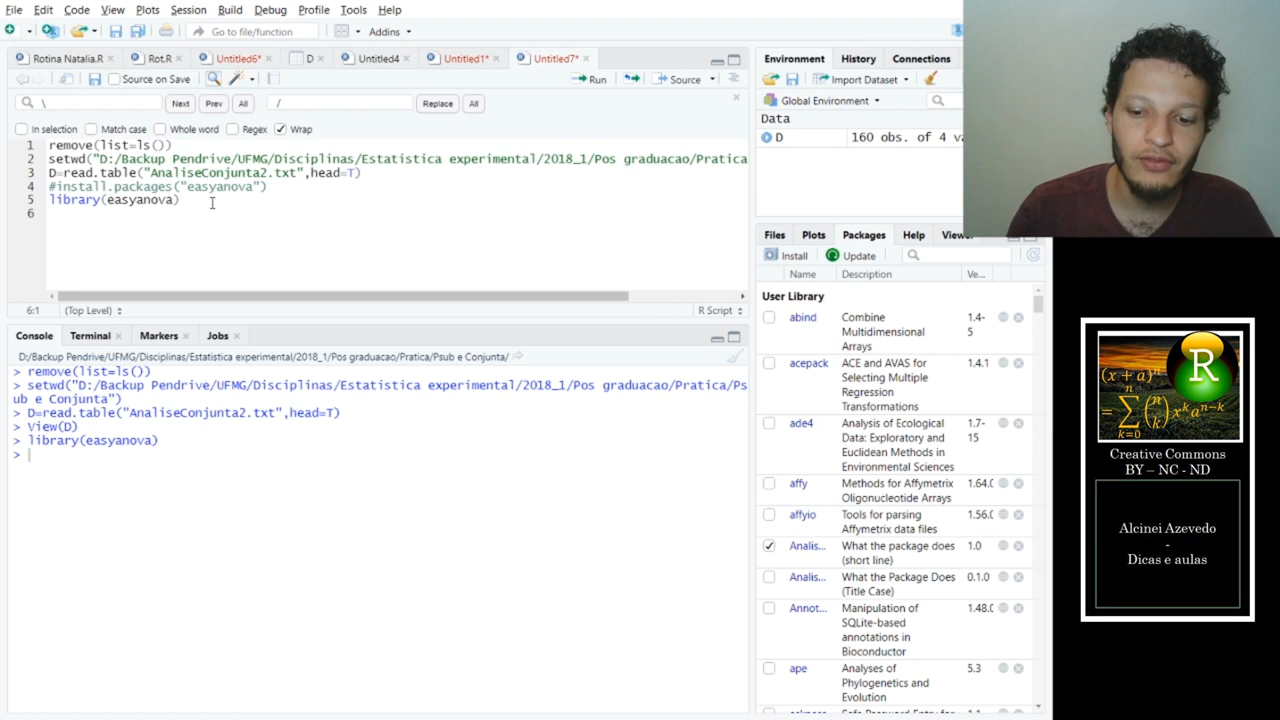 File Edit Code View Plots Session Build Debug Profile Tools Help
Go to file/function Addins
Rotina Natalia.R Rot.R Untitled6* D Untitled4 Untitled1* Untitled7*
Source on Save Run Source
\ Next Prev All / Replace All
In selection Match case Whole word Regex Wrap
1 remove(list=ls())
2 setwd("D:/Backup Pendrive/UFMG/Disciplinas/Estatistica experimental/2018_1/Pos graduacao/Pratica
3 D=read.table("AnaliseConjunta2.txt",head=T)
4 #install.packages("easyanova")
5 library(easyanova)
6
6:1 (Top Level) R Script
Console Terminal Markers Jobs
D:/Backup Pendrive/UFMG/Disciplinas/Estatistica experimental/2018_1/Pos graduacao/Pratica/Psub e Conjunta/
> remove(list=ls())
> setwd("D:/Backup Pendrive/UFMG/Disciplinas/Estatistica experimental/2018_1/Pos graduacao/Pratica/Ps
ub e Conjunta")
> D=read.table("AnaliseConjunta2.txt",head=T)
> View(D)
> library(easyanova)
>
Environment History Connections
Import Dataset
Global Environment
Data
D 160 obs. of 4 va
Files Plots Packages Help Viewer
Install Update
Name Description Ve...
User Library
abind Combine 1.4-
Multidimensional 5
Arrays
acepack ACE and AVAS for 1.4.1
Selecting Multiple
Regression
Transformations
ade4 Analysis of Ecological 1.7-
Data: Exploratory and 15
Euclidean Methods in
Environmental Sciences
affy Methods for Affymetrix 1.64.0
Oligonucleotide Arrays
affyio Tools for parsing 1.56.0
Affymetrix data files
Analis... What the package does 1.0
(short line)
Analis... What the Package Does 0.1.0
(Title Case)
Annot... Manipulation of 1.48.0
SQLite-based
annotations in
Bioconductor
ape Analyses of 5.3
Phylogenetics and
Evolution
R
(x + a)^n
= ∑ n k=0 (n k) x^k a^n−k
Creative Commons
BY – NC - ND
Alcinei Azevedo
-
Dicas e aulas